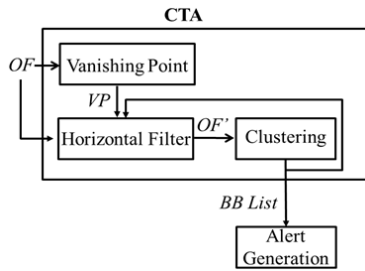 CTA
OF
Vanishing Point
VP
Horizontal Filter
OF'
Clustering
BB List
Alert
Generation